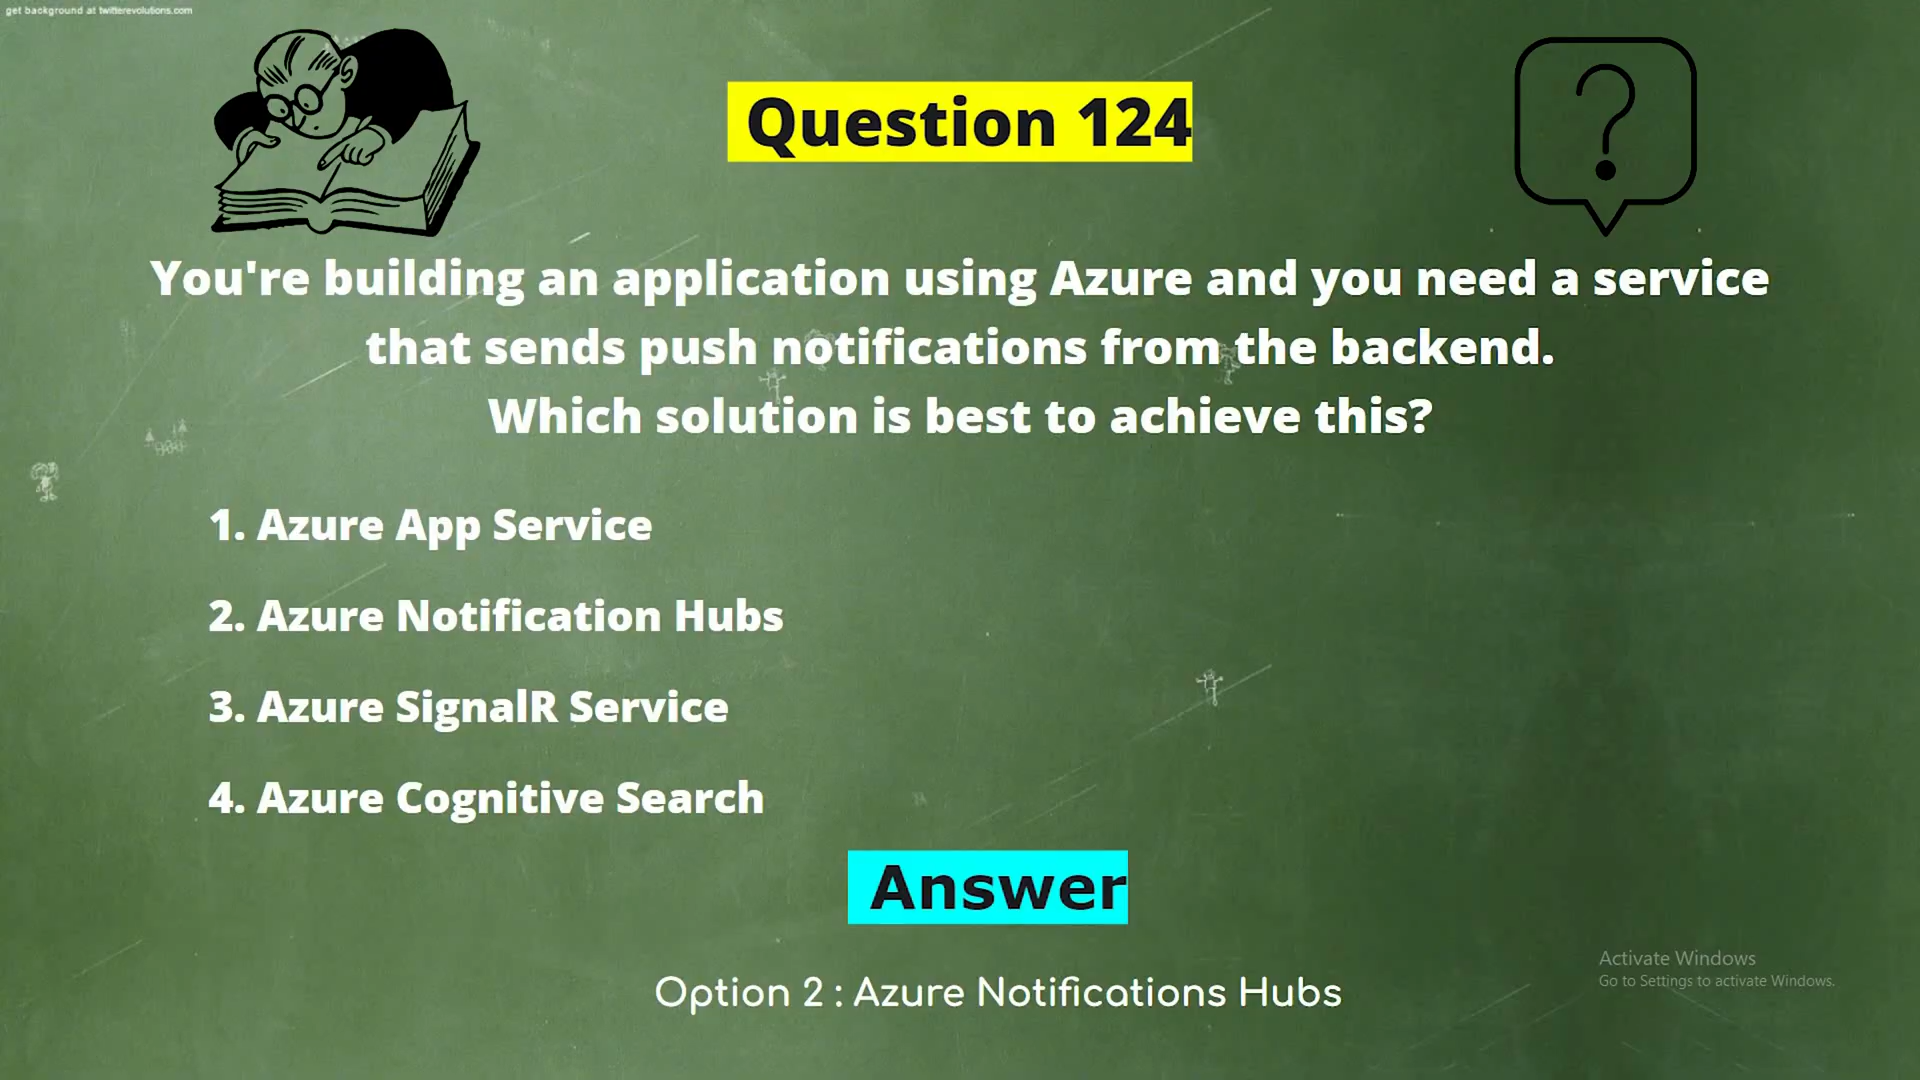 get background at twitterevolutions.com
Question 124
You're building an application using Azure and you need a service
that sends push notifications from the backend.
Which solution is best to achieve this?
1. Azure App Service
2. Azure Notification Hubs
3. Azure SignalR Service
4. Azure Cognitive Search
Answer
Option 2 : Azure Notifications Hubs
Activate Windows
Go to Settings to activate Windows.